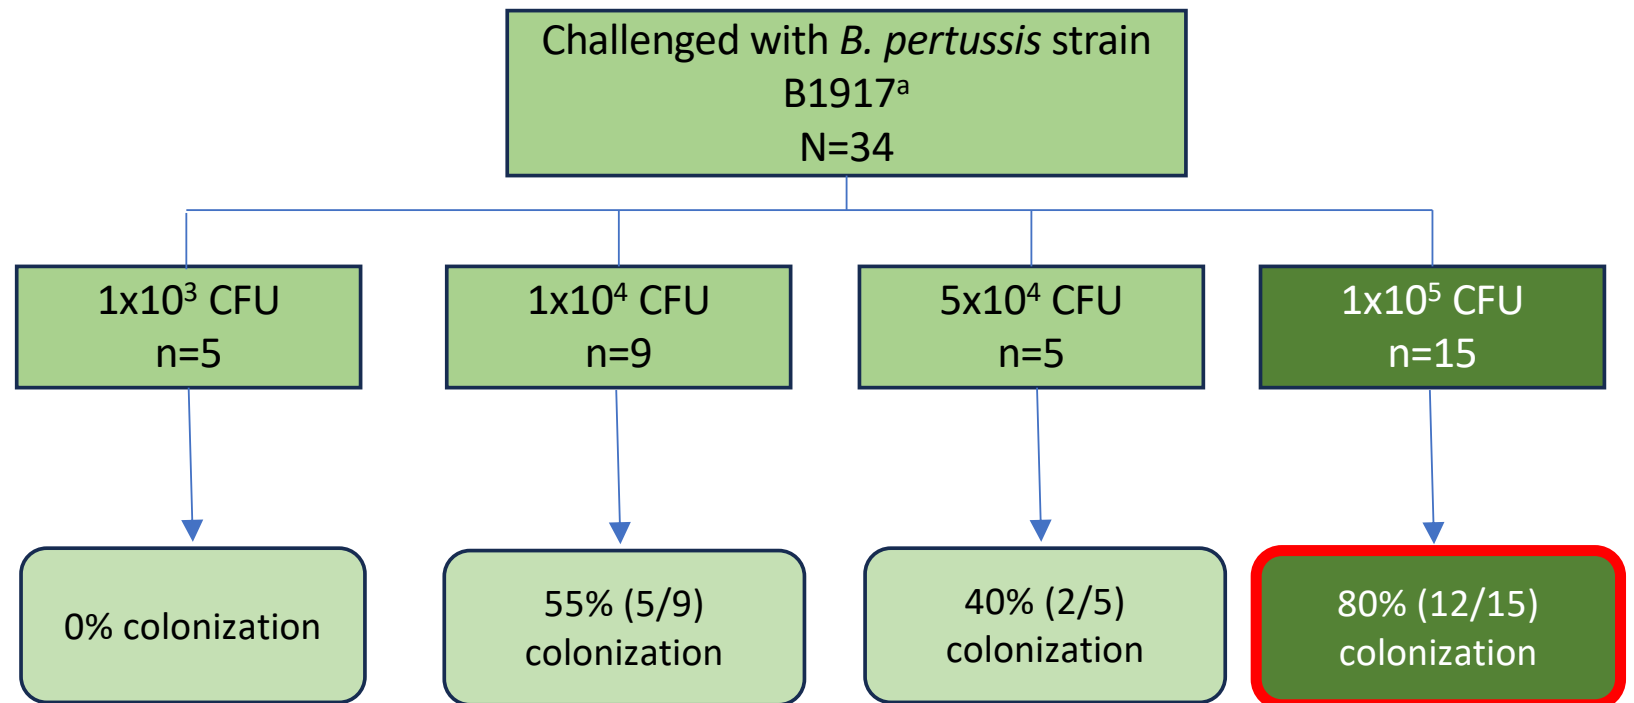 Challenged with B. pertussis strain
B1917ᵃ
N=34
1x10³ CFU
n=5
1x10⁴ CFU
n=9
5x10⁴ CFU
n=5
1x10⁵ CFU
n=15
0% colonization
55% (5/9)
colonization
40% (2/5)
colonization
80% (12/15)
colonization